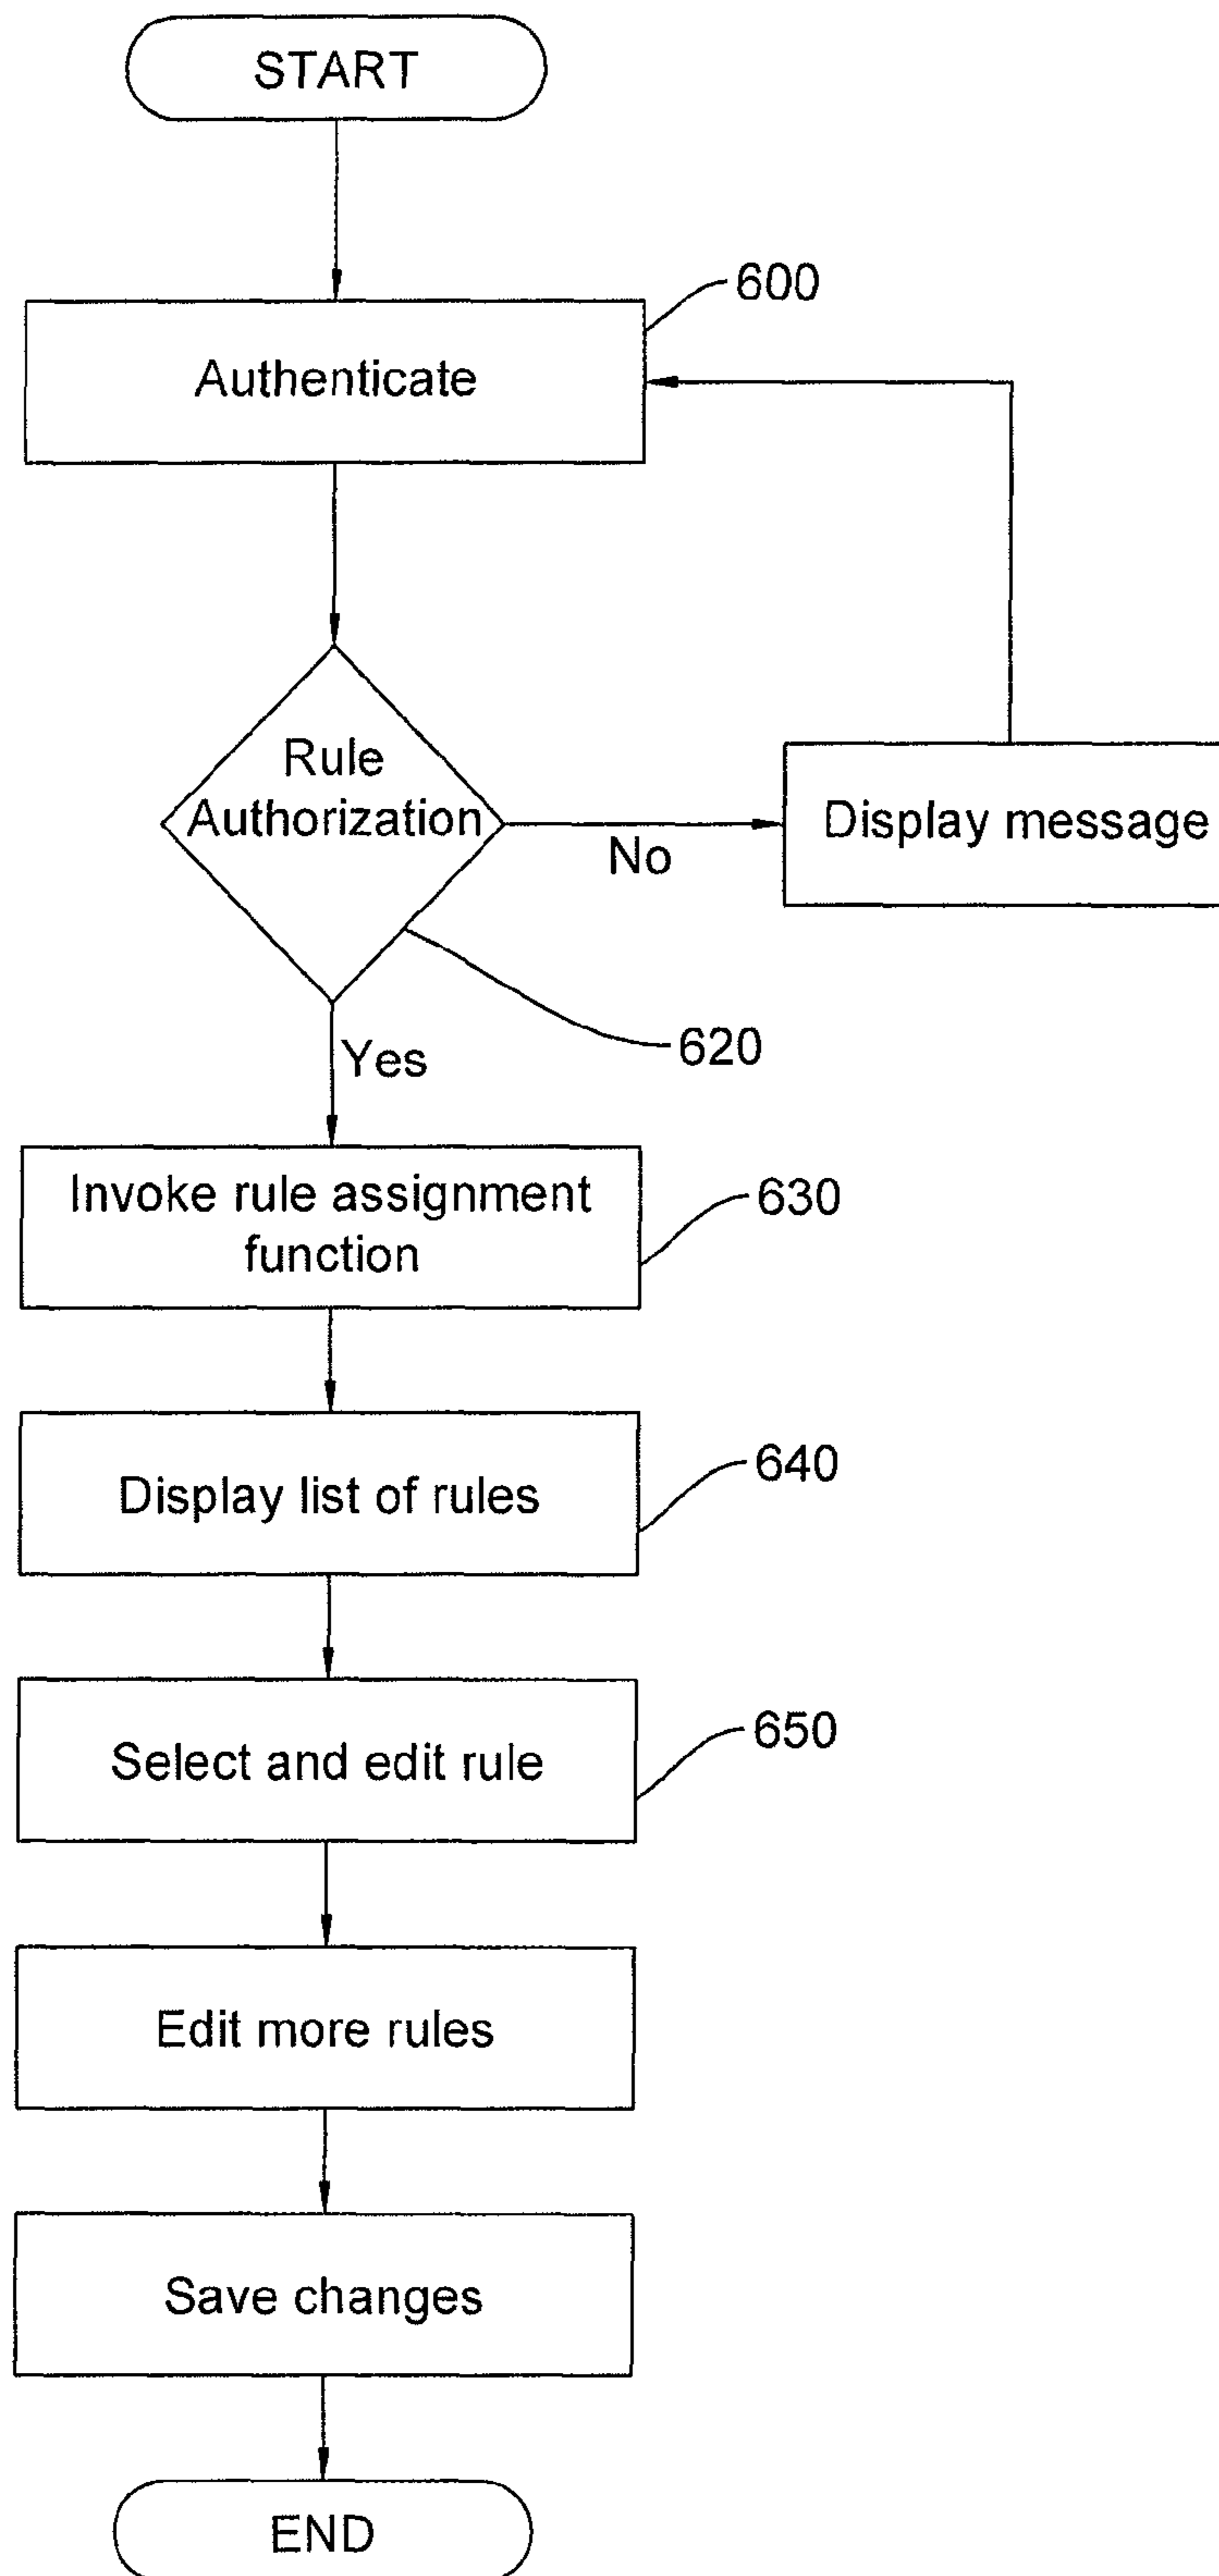 START
600
Authenticate
Rule
Authorization
No
Display message
620
Yes
Invoke rule assignment
function
630
Display list of rules
640
Select and edit rule
650
Edit more rules
Save changes
END